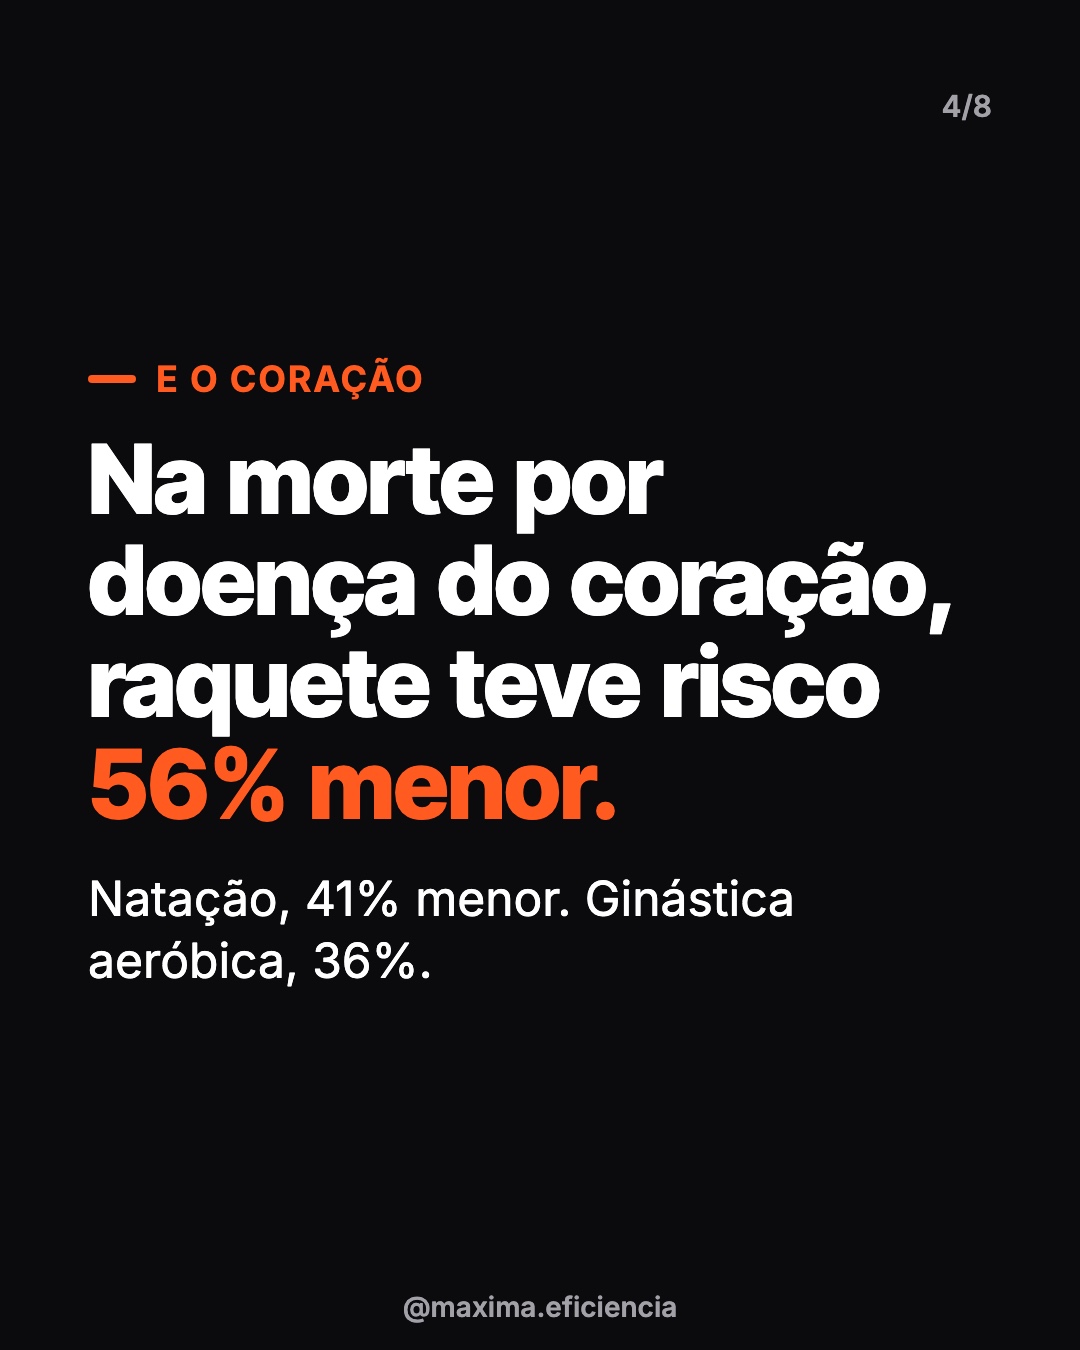 4/8
E O CORAÇÃO
Na morte por
doença do coração,
raquete teve risco
56% menor.
Natação, 41% menor. Ginástica
aeróbica, 36%.
@maxima.eficiencia